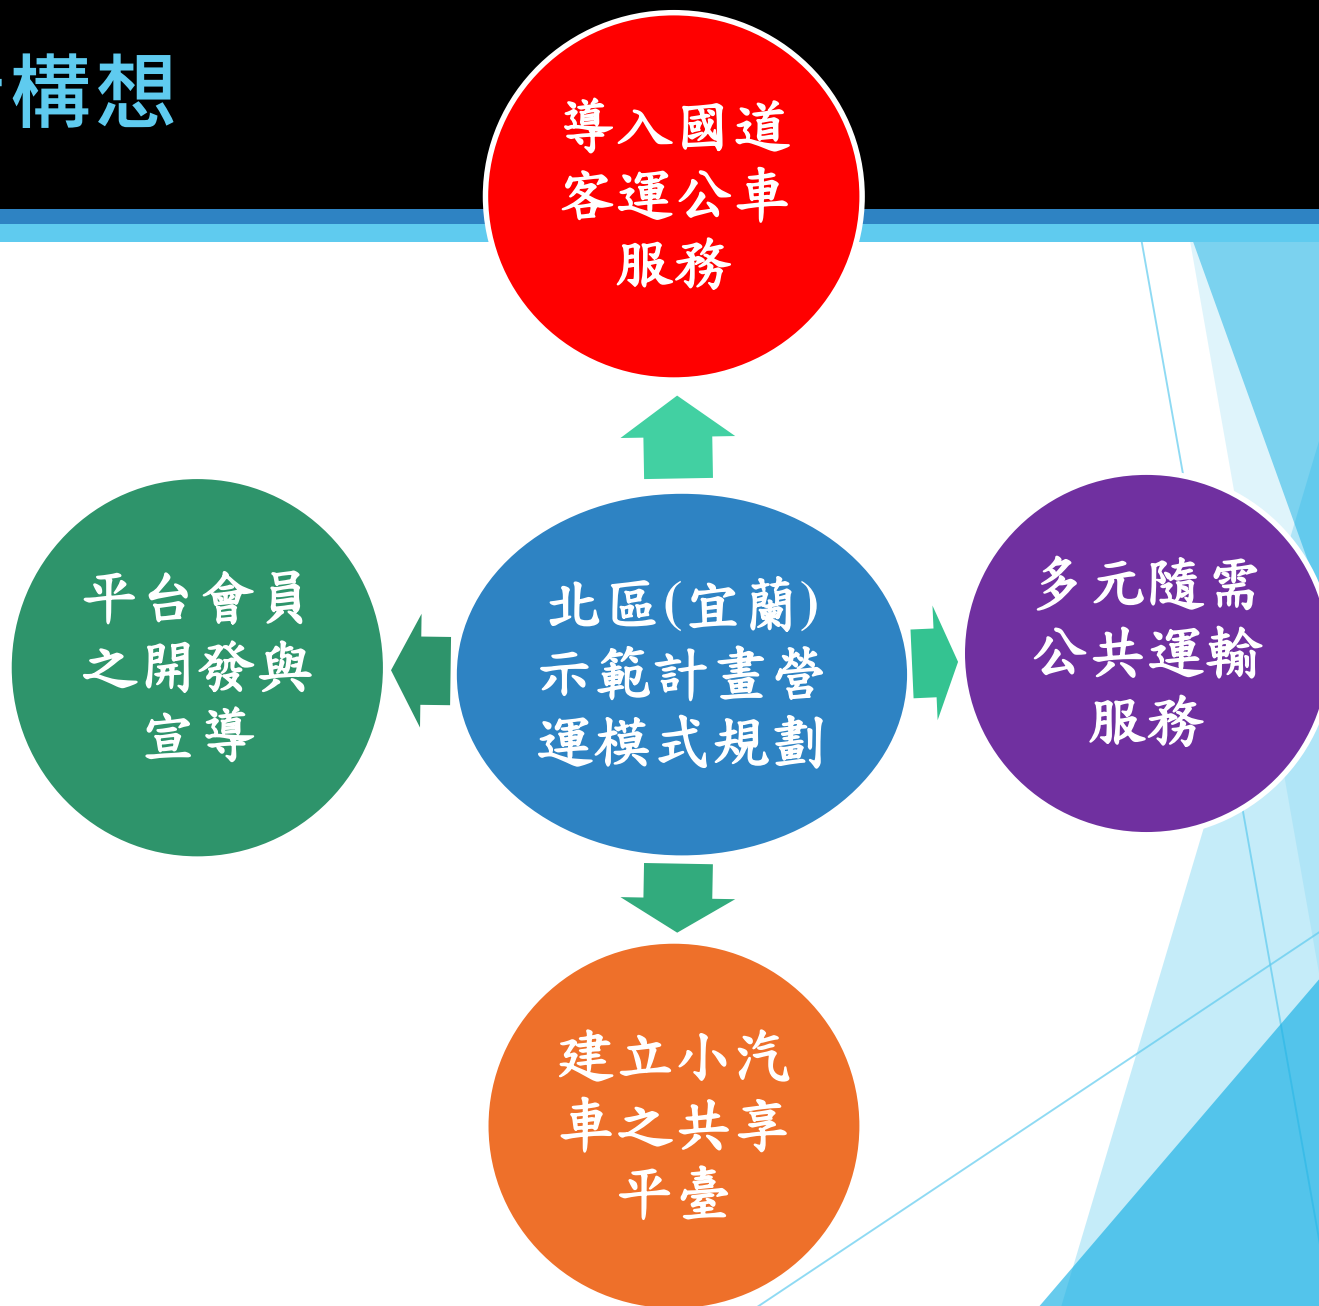 構想
導入國道
客運公車
服務
平台會員
之開發與
宣導
北區(宜蘭)
示範計畫營
運模式規劃
多元隨需
公共運輸
服務
建立小汽
車之共享
平臺